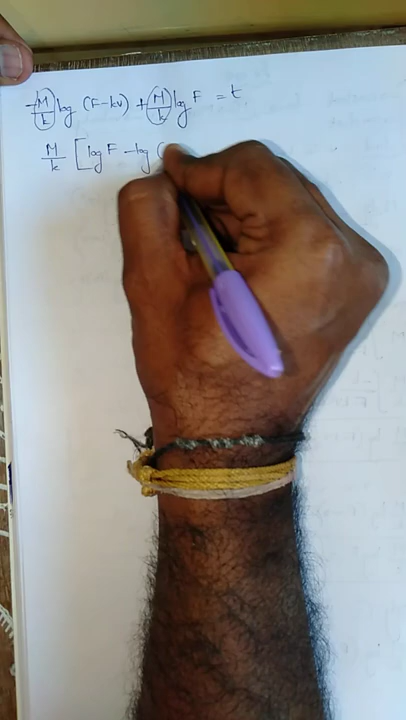 -M/k log (F-kv) + M/k log F = t
M/k [log F - log (